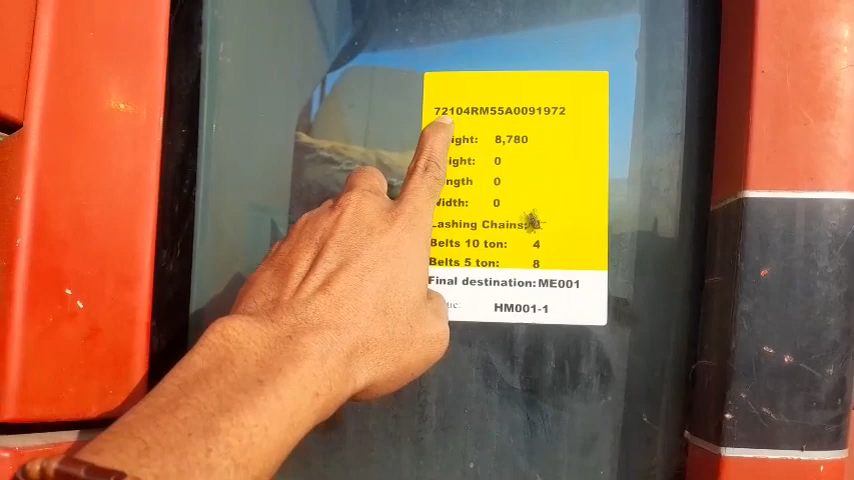 72104RM55A0091972
ight: 8,780
ight: 0
ngth 0
Width: 0
Lashing Chains:
Belts 10 ton: 4
Belts 5 ton: 8
Final destination: ME001
HM001-1